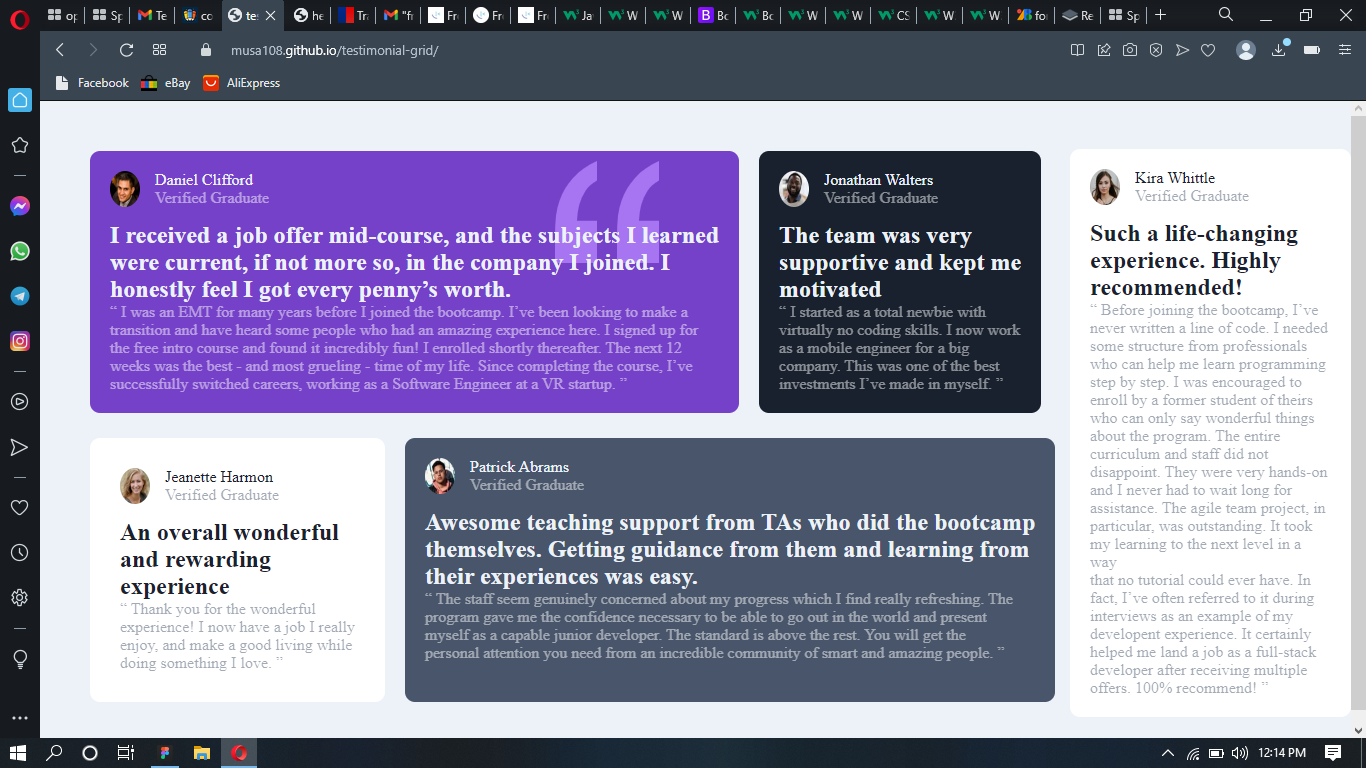 op
Sp
Te
co
te
he
Tra
"fr
Fre
Fro
Fro
Ja
W
W
Bo
Bo
W
W
CS
W
W
fo
Re
Sp
musa108.github.io/testimonial-grid/
Facebook
eBay
AliExpress
Daniel Clifford
Verified Graduate
I received a job offer mid-course, and the subjects I learned
were current, if not more so, in the company I joined. I
honestly feel I got every penny’s worth.
“ I was an EMT for many years before I joined the bootcamp. I’ve been looking to make a
transition and have heard some people who had an amazing experience here. I signed up for
the free intro course and found it incredibly fun! I enrolled shortly thereafter. The next 12
weeks was the best - and most grueling - time of my life. Since completing the course, I’ve
successfully switched careers, working as a Software Engineer at a VR startup. ”
Jonathan Walters
Verified Graduate
The team was very
supportive and kept me
motivated
“ I started as a total newbie with
virtually no coding skills. I now work
as a mobile engineer for a big
company. This was one of the best
investments I’ve made in myself. ”
Kira Whittle
Verified Graduate
Such a life-changing
experience. Highly
recommended!
“ Before joining the bootcamp, I’ve
never written a line of code. I needed
some structure from professionals
who can help me learn programming
step by step. I was encouraged to
enroll by a former student of theirs
who can only say wonderful things
about the program. The entire
curriculum and staff did not
disappoint. They were very hands-on
and I never had to wait long for
assistance. The agile team project, in
particular, was outstanding. It took
my learning to the next level in a
way
that no tutorial could ever have. In
fact, I’ve often referred to it during
interviews as an example of my
developent experience. It certainly
helped me land a job as a full-stack
developer after receiving multiple
offers. 100% recommend! ”
Jeanette Harmon
Verified Graduate
An overall wonderful
and rewarding
experience
“ Thank you for the wonderful
experience! I now have a job I really
enjoy, and make a good living while
doing something I love. ”
Patrick Abrams
Verified Graduate
Awesome teaching support from TAs who did the bootcamp
themselves. Getting guidance from them and learning from
their experiences was easy.
“ The staff seem genuinely concerned about my progress which I find really refreshing. The
program gave me the confidence necessary to be able to go out in the world and present
myself as a capable junior developer. The standard is above the rest. You will get the
personal attention you need from an incredible community of smart and amazing people. ”
12:14 PM